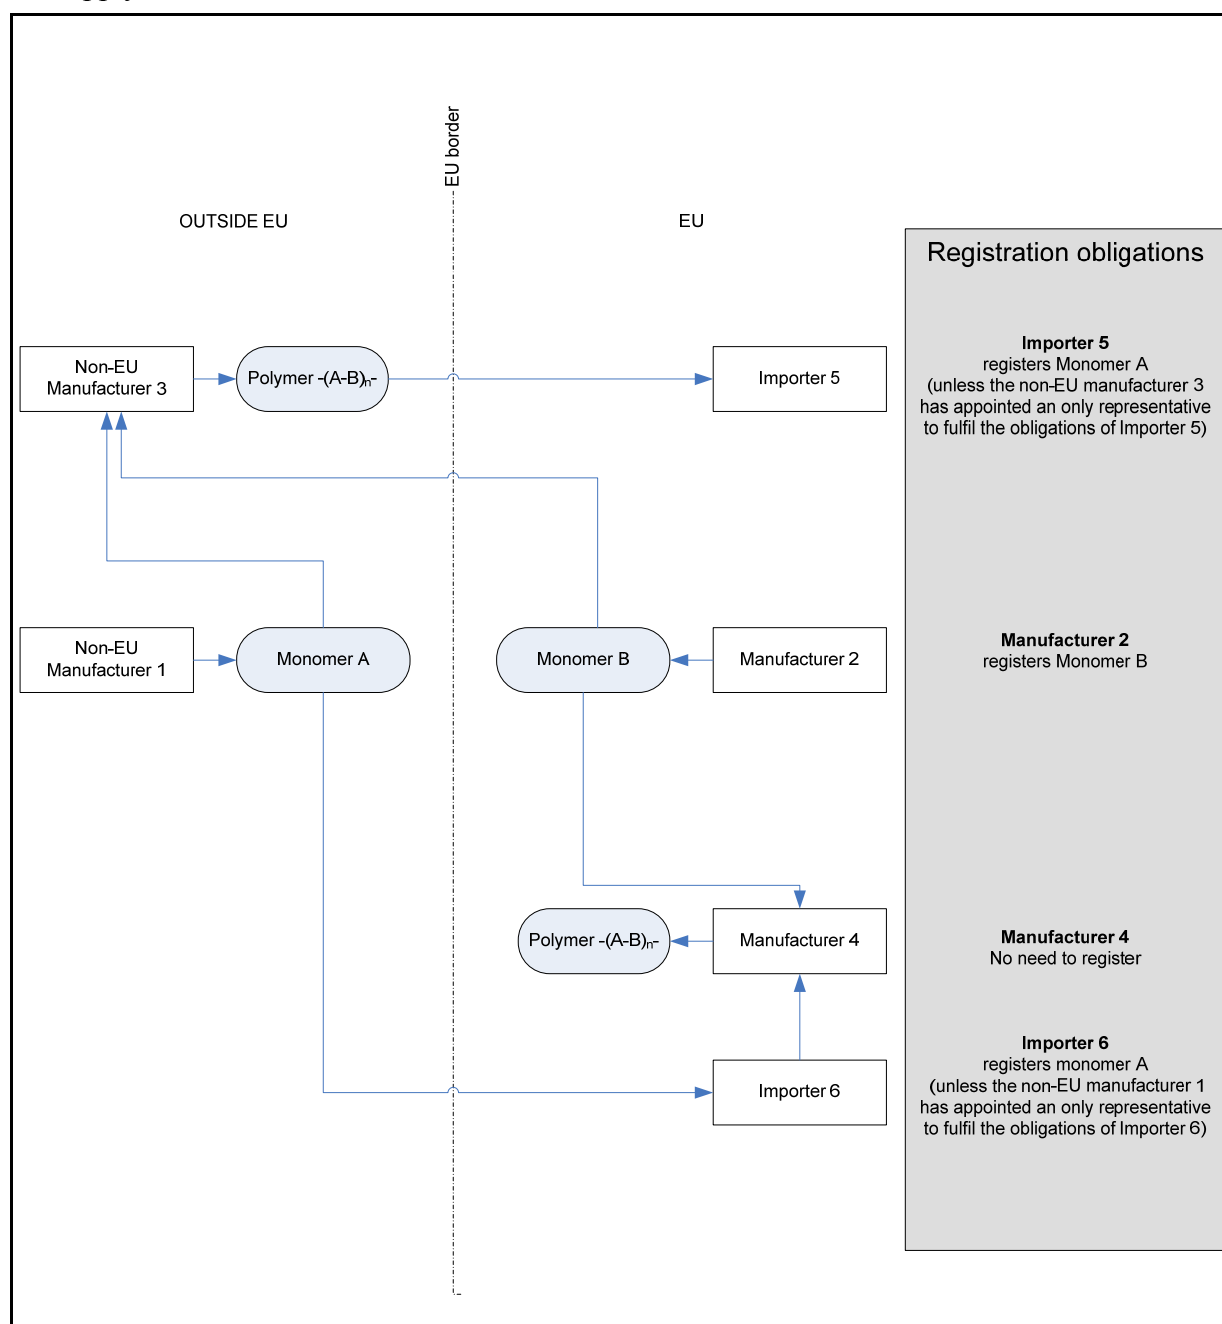 EU border
OUTSIDE EU
EU
Registration obligations
Non-EU
Manufacturer 3
Polymer -(A-B)n-
Importer 5
Importer 5
registers Monomer A
(unless the non-EU manufacturer 3
has appointed an only representative
to fulfil the obligations of Importer 5)
Non-EU
Manufacturer 1
Monomer A
Monomer B
Manufacturer 2
Manufacturer 2
registers Monomer B
Polymer -(A-B)n-
Manufacturer 4
Manufacturer 4
No need to register
Importer 6
Importer 6
registers monomer A
(unless the non-EU manufacturer 1
has appointed an only representative
to fulfil the obligations of Importer 6)